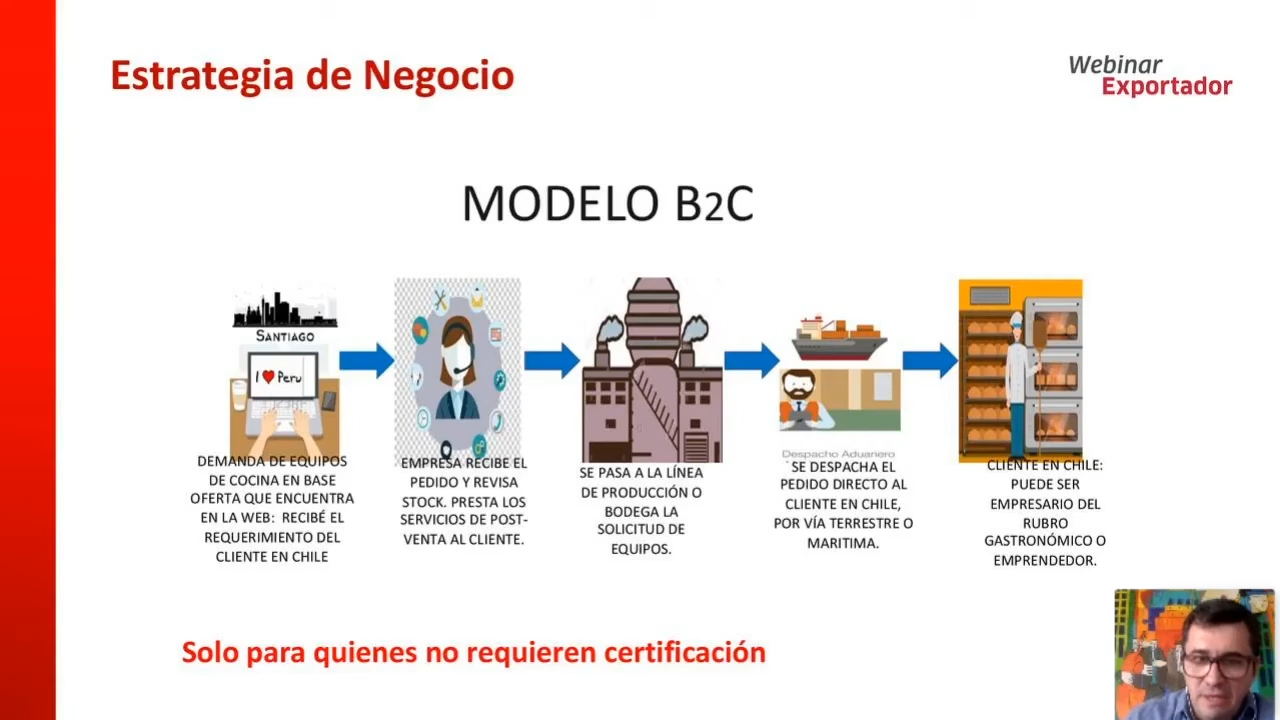 Estrategia de Negocio
Webinar
Exportador
MODELO B2C
SANTIAGO
I ❤ Peru
DEMANDA DE EQUIPOS
DE COCINA EN BASE
OFERTA QUE ENCUENTRA
EN LA WEB: RECIBÉ EL
REQUERIMIENTO DEL
CLIENTE EN CHILE
EMPRESA RECIBE EL
PEDIDO Y REVISA
STOCK. PRESTA LOS
SERVICIOS DE POST-
VENTA AL CLIENTE.
SE PASA A LA LÍNEA
DE PRODUCCIÓN O
BODEGA LA
SOLICITUD DE
EQUIPOS.
Despacho Aduanero
SE DESPACHA EL
PEDIDO DIRECTO AL
CLIENTE EN CHILE,
POR VÍA TERRESTRE O
MARITIMA.
CLIENTE EN CHILE:
PUEDE SER
EMPRESARIO DEL
RUBRO
GASTRONÓMICO O
EMPRENDEDOR.
Solo para quienes no requieren certificación